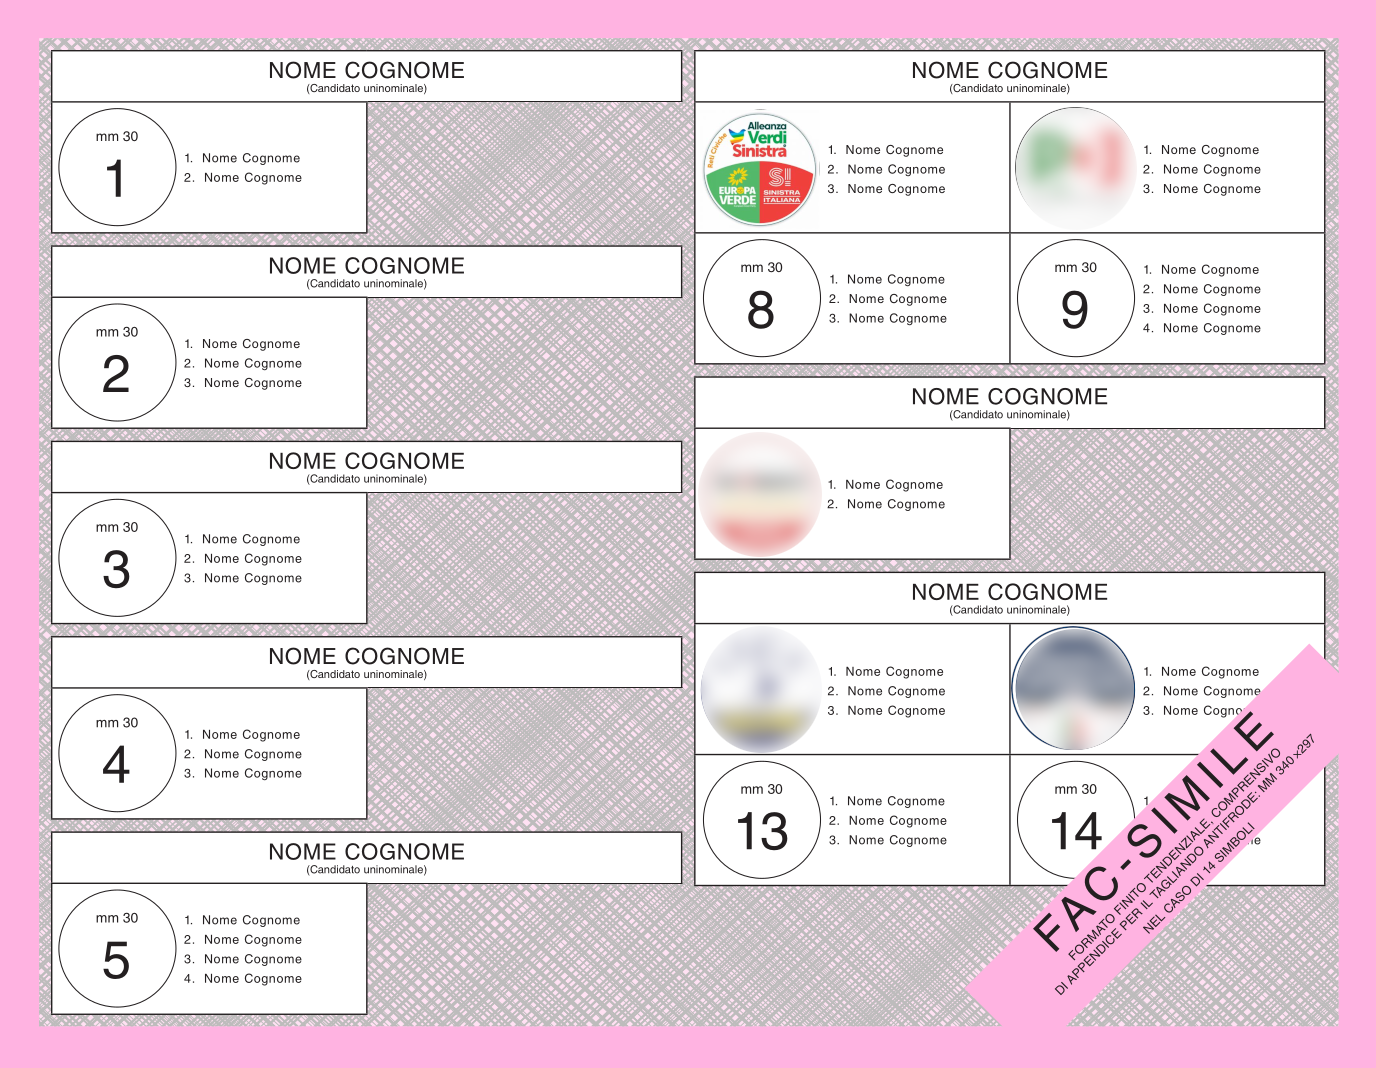 NOME COGNOME
(Candidato uninominale)
mm 30
1
1. Nome Cognome
2. Nome Cognome
NOME COGNOME
(Candidato uninominale)
mm 30
2
1. Nome Cognome
2. Nome Cognome
3. Nome Cognome
NOME COGNOME
(Candidato uninominale)
mm 30
3
1. Nome Cognome
2. Nome Cognome
3. Nome Cognome
NOME COGNOME
(Candidato uninominale)
mm 30
4
1. Nome Cognome
2. Nome Cognome
3. Nome Cognome
NOME COGNOME
(Candidato uninominale)
mm 30
5
1. Nome Cognome
2. Nome Cognome
3. Nome Cognome
4. Nome Cognome
NOME COGNOME
(Candidato uninominale)
Reti Civiche
Alleanza
Verdi
Sinistra
EUROPA
VERDE
S!
SINISTRA
ITALIANA
1. Nome Cognome
2. Nome Cognome
3. Nome Cognome
1. Nome Cognome
2. Nome Cognome
3. Nome Cognome
mm 30
8
1. Nome Cognome
2. Nome Cognome
3. Nome Cognome
mm 30
9
1. Nome Cognome
2. Nome Cognome
3. Nome Cognome
4. Nome Cognome
NOME COGNOME
(Candidato uninominale)
1. Nome Cognome
2. Nome Cognome
NOME COGNOME
(Candidato uninominale)
1. Nome Cognome
2. Nome Cognome
3. Nome Cognome
1. Nome Cognome
2. Nome Cognome
3. Nome Cogno
mm 30
13
1. Nome Cognome
2. Nome Cognome
3. Nome Cognome
mm 30
14
FAC-SIMILE
FORMATO FINITO TENDENZIALE, COMPRENSIVO
DI APPENDICE PER IL TAGLIANDO ANTIFRODE: MM 340 x297
NEL CASO DI 14 SIMBOLI